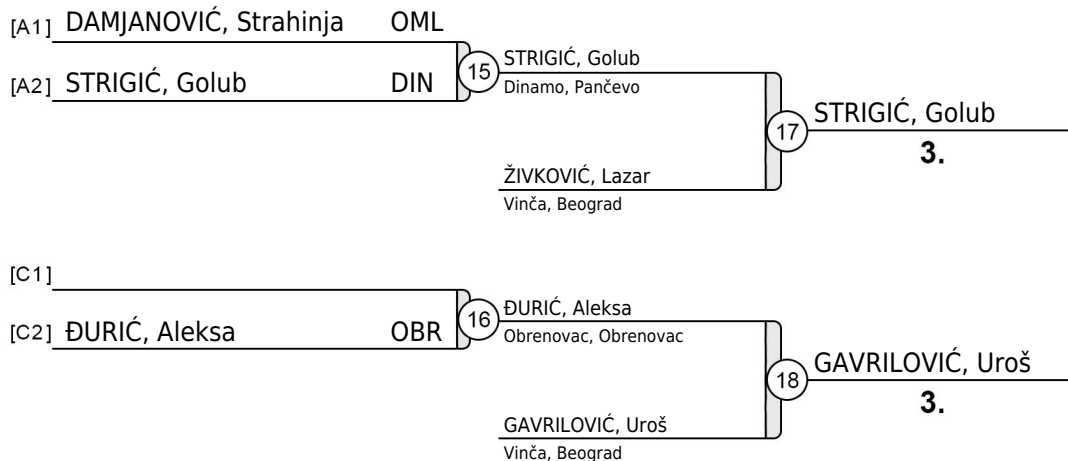 [A1] DAMJANOVIĆ, Strahinja OML
[A2] STRIGIĆ, Golub DIN
15
STRIGIĆ, Golub
Dinamo, Pančevo
17
STRIGIĆ, Golub
3.
ŽIVKOVIĆ, Lazar
Vinča, Beograd
[C1]
[C2] ĐURIĆ, Aleksa OBR
16
ĐURIĆ, Aleksa
Obrenovac, Obrenovac
18
GAVRILOVIĆ, Uroš
3.
GAVRILOVIĆ, Uroš
Vinča, Beograd